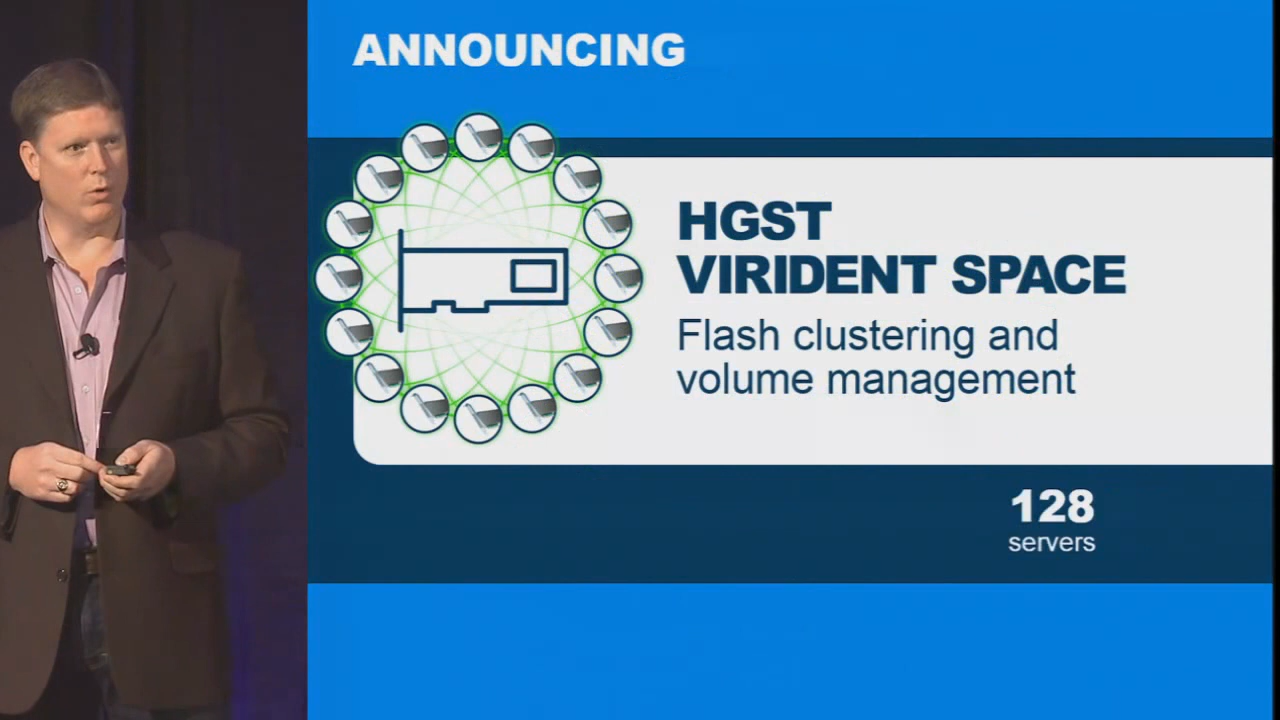 ANNOUNCING
HGST
VIRIDENT SPACE
Flash clustering and
volume management
128
servers